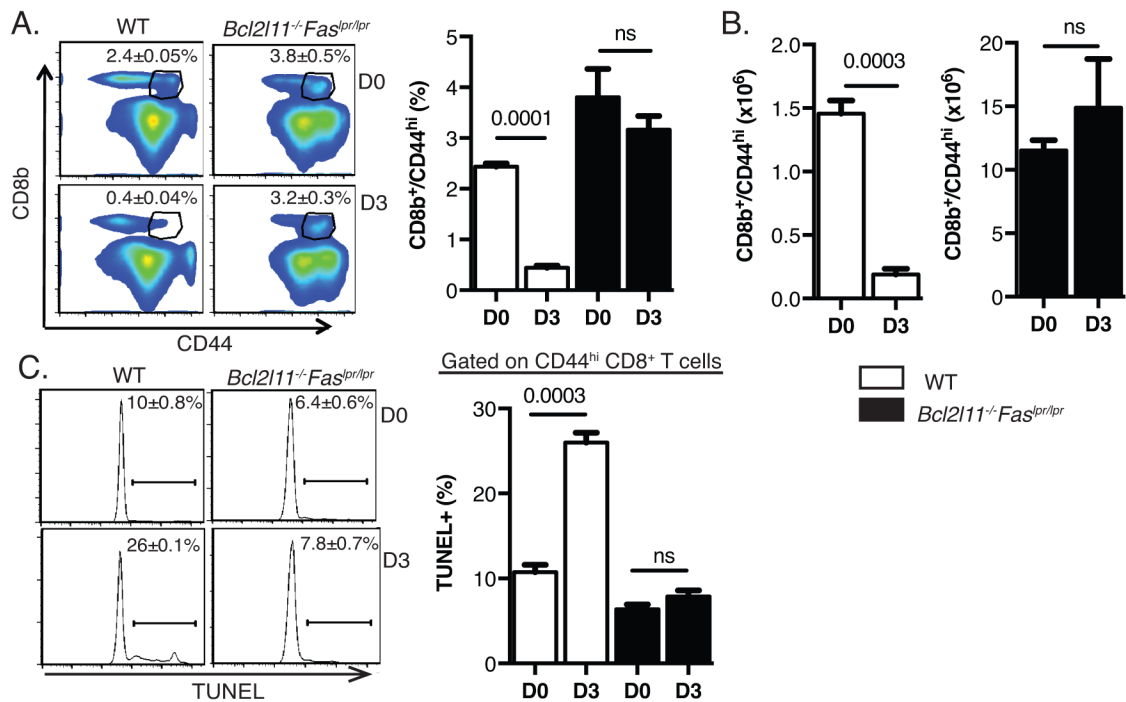 A.
WT
Bcl2l11-/-Faslpr/lpr
2.4±0.05%
3.8±0.5%
D0
0.4±0.04%
3.2±0.3%
D3
CD8b
CD44
CD8b+/CD44hi (%)
5
4
3
2
1
0
0.0001
ns
D0
D3
D0
D3
B.
CD8b+/CD44hi (x106)
2.0
1.5
1.0
0.5
0.0
0.0003
D0
D3
CD8b+/CD44hi (x106)
20
15
10
5
0
ns
D0
D3
WT
Bcl2l11-/-Faslpr/lpr
C.
WT
Bcl2l11-/-Faslpr/lpr
10±0.8%
6.4±0.6%
D0
26±0.1%
7.8±0.7%
D3
TUNEL
Gated on CD44hi CD8+ T cells
TUNEL+ (%)
30
20
10
0
0.0003
ns
D0
D3
D0
D3